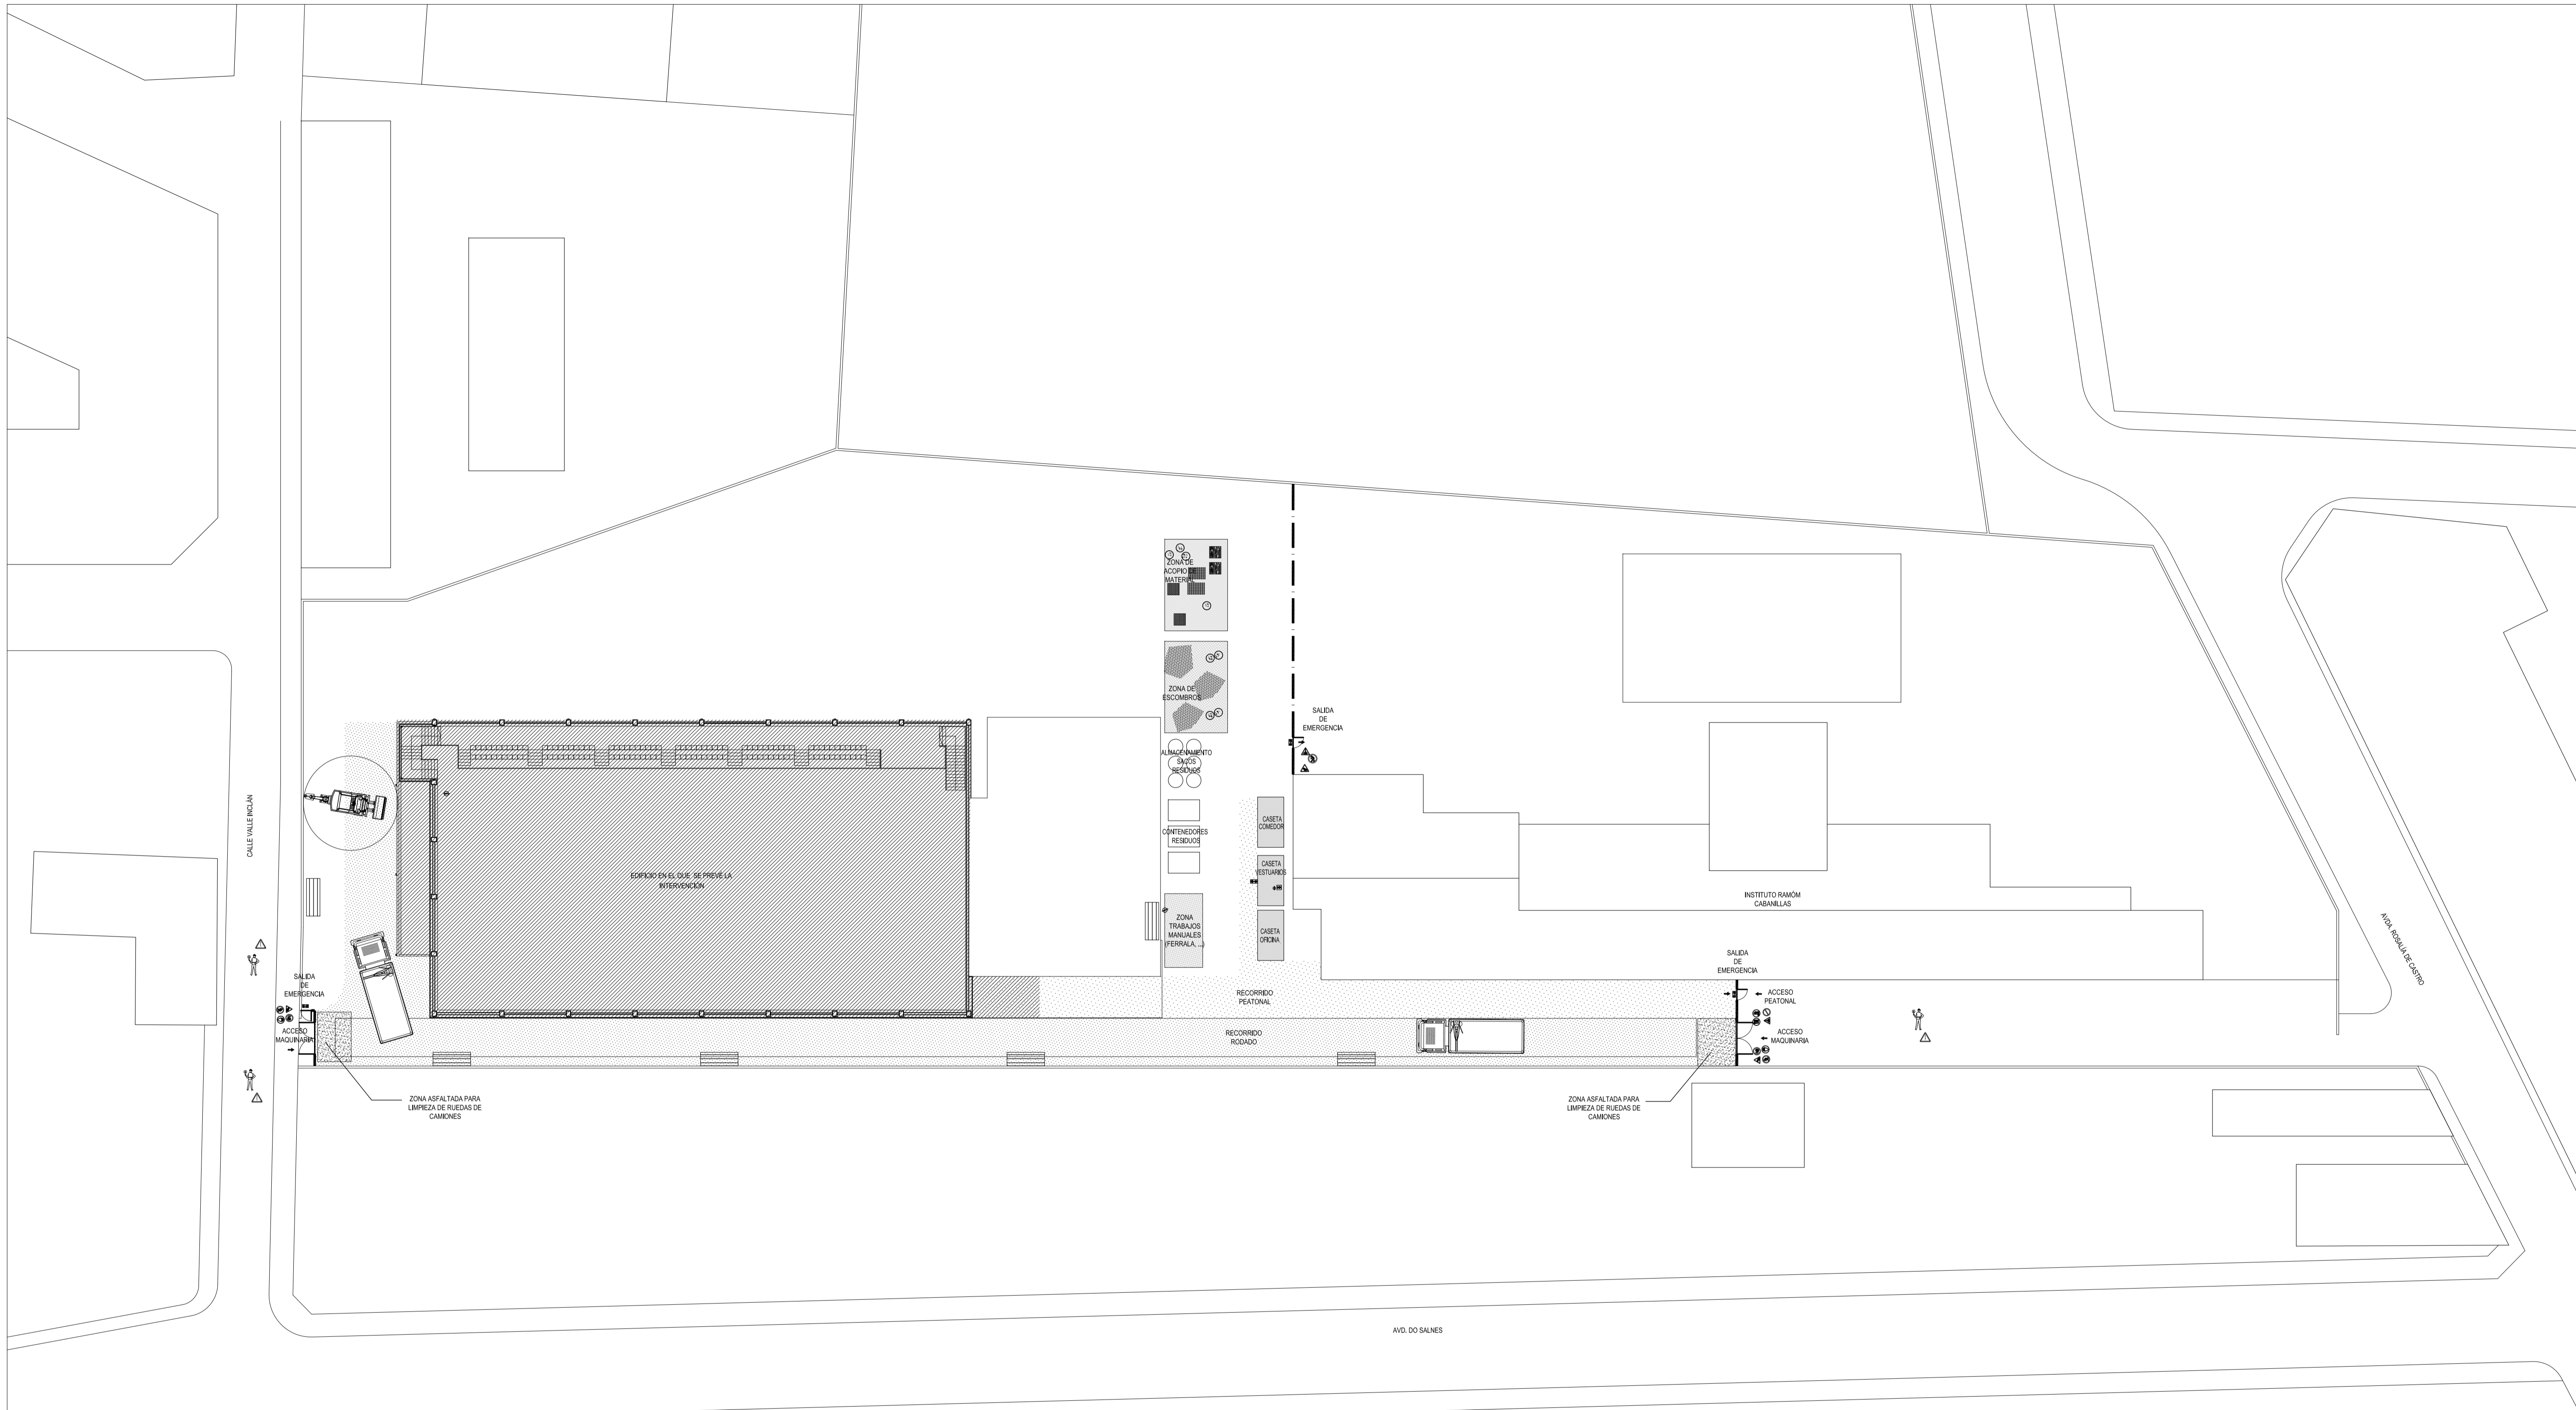 ZONA DE
ACOPIO DE
MATERIAL
ZONA DE
ESCOMBROS
SALIDA
DE
EMERGENCIA
ALMACENAMIENTO
SACOS
RESIDUOS
CONTENEDORES
RESIDUOS
CASETA
COMEDOR
CASETA
VESTUARIOS
CASETA
OFICINA
ZONA
TRABAJOS
MANUALES
(FERRALA, ...)
CALLE VALLE INCLÁN
EDIFICIO EN EL QUE SE PREVÉ LA
INTERVENCIÓN
INSTITUTO RAMÓM
CABANILLAS
AVDA. ROSALÍA DE CASTRO
SALIDA
DE
EMERGENCIA
ACCESO
MAQUINARIA
RECORRIDO
PEATONAL
RECORRIDO
RODADO
SALIDA
DE
EMERGENCIA
ACCESO
PEATONAL
ACCESO
MAQUINARIA
ZONA ASFALTADA PARA
LIMPIEZA DE RUEDAS DE
CAMIONES
ZONA ASFALTADA PARA
LIMPIEZA DE RUEDAS DE
CAMIONES
AVD. DO SALNES